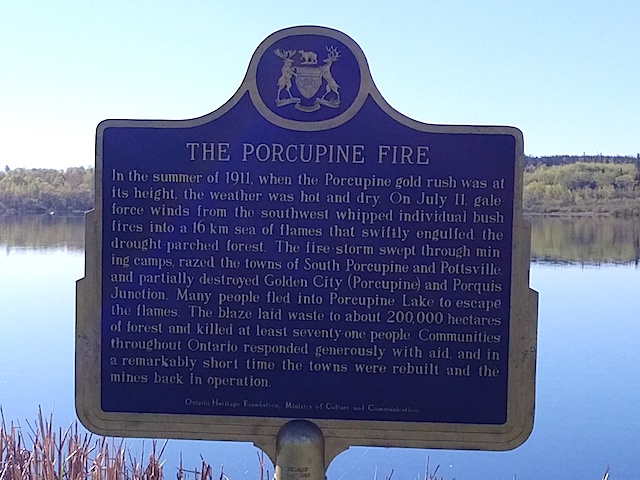 THE PORCUPINE FIRE
In the summer of 1911, when the Porcupine gold rush was at
its height, the weather was hot and dry. On July 11, gale
force winds from the southwest whipped individual bush
fires into a 16 km sea of flames that swiftly engulfed the
drought-parched forest. The fire-storm swept through min-
ing camps, razed the towns of South Porcupine and Pottsville,
and partially destroyed Golden City (Porcupine) and Porquis
Junction. Many people fled into Porcupine Lake to escape
the flames. The blaze laid waste to about 200,000 hectares
of forest and killed at least seventy-one people. Communities
throughout Ontario responded generously with aid, and in
a remarkably short time the towns were rebuilt and the
mines back in operation.
Ontario Heritage Foundation, Ministry of Culture and Communications